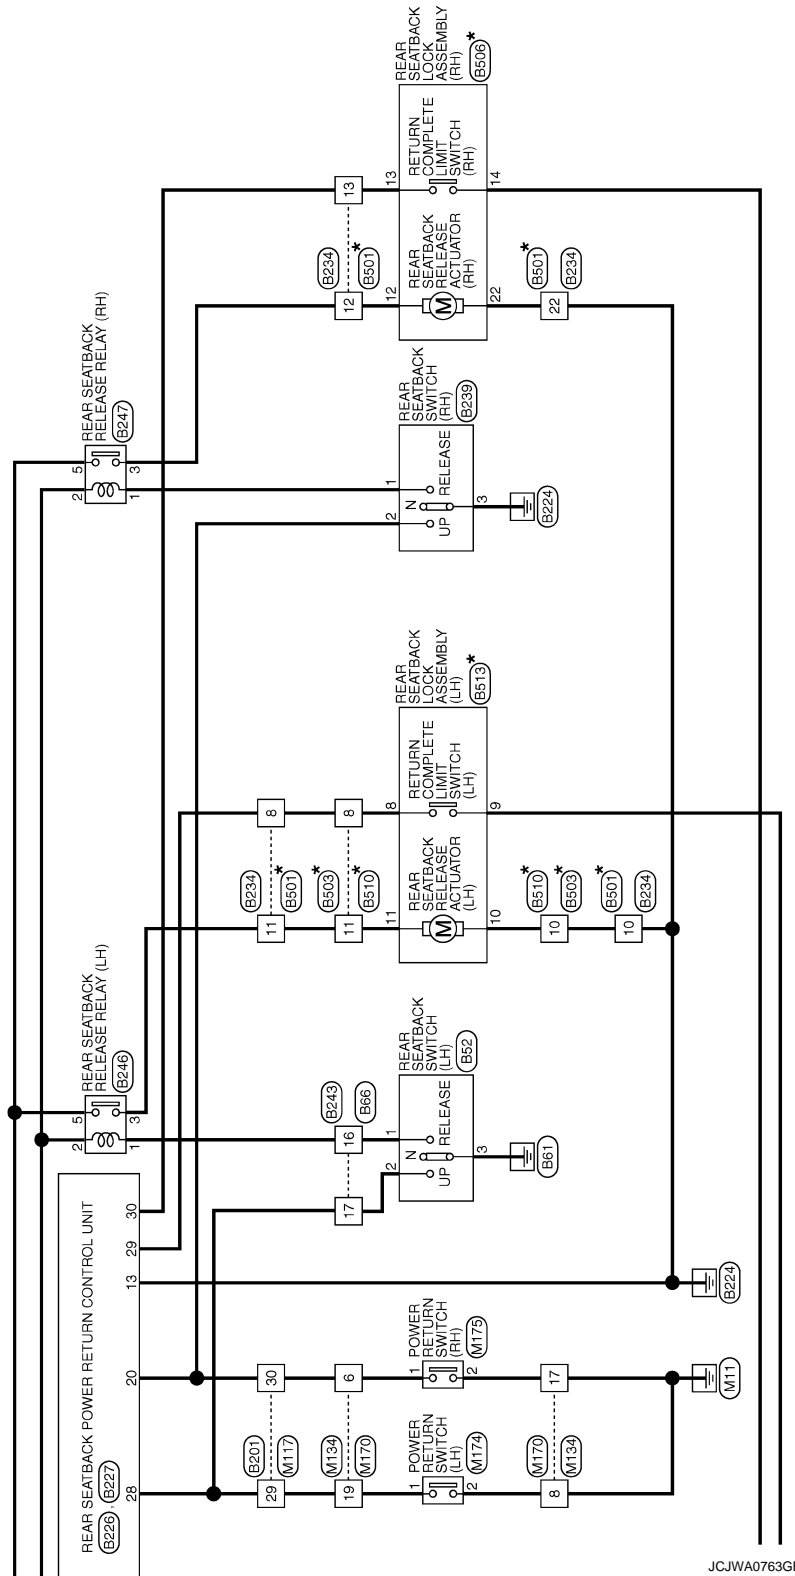 REAR SEATBACK POWER RETURN CONTROL UNIT
B226 , B227
28
20
13
29
30
REAR SEATBACK
RELEASE RELAY (LH)
B246
2
5
1
3
REAR SEATBACK
RELEASE RELAY (RH)
B247
2
5
1
3
B201
M117
29
30
M134
M170
19
6
POWER
RETURN
SWITCH
(LH)
M174
1
2
POWER
RETURN
SWITCH
(RH)
M175
1
2
M170
M134
8
17
M11
B224
17
16
B243
B66
REAR
SEATBACK
SWITCH
(LH)
B52
2
1
UP
N
RELEASE
3
B61
B234
B501 *
11
8
B503 *
B510 *
11
8
REAR
SEATBACK
LOCK
ASSEMBLY
(LH)
B513 *
11
8
REAR
SEATBACK
RELEASE
ACTUATOR
(LH)
M
RETURN
COMPLETE
LIMIT
SWITCH
(LH)
10
9
B510 *
B503 *
10
B501 *
B234
10
REAR
SEATBACK
SWITCH
(RH)
B239
2
1
UP
N
RELEASE
3
B224
B234
B501 *
12
13
REAR
SEATBACK
LOCK
ASSEMBLY
(RH)
B506 *
12
13
REAR
SEATBACK
RELEASE
ACTUATOR
(RH)
M
RETURN
COMPLETE
LIMIT
SWITCH
(RH)
22
14
B501 *
B234
22